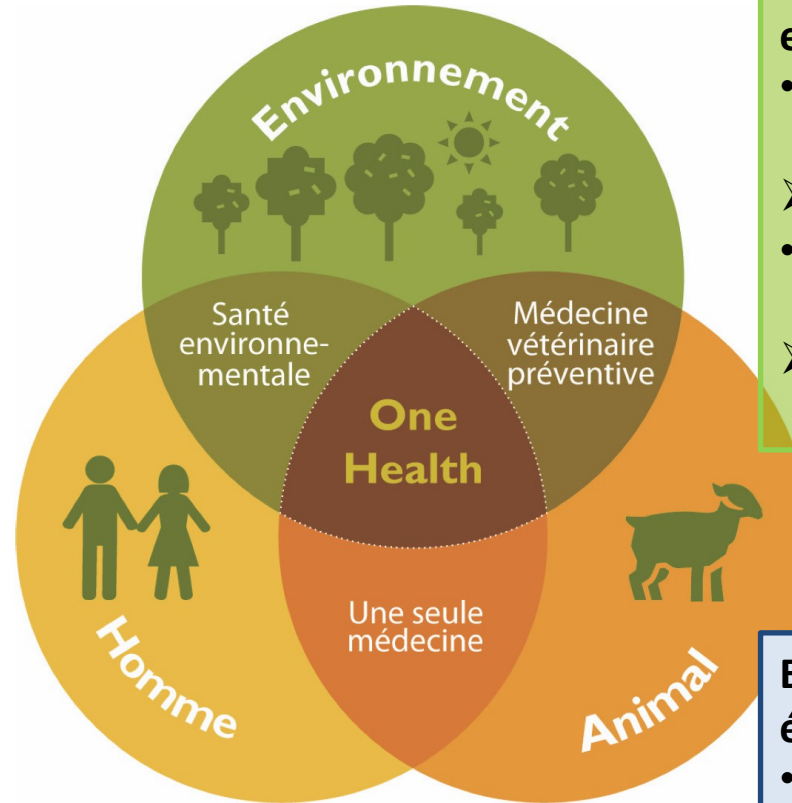 Environnement
Santé
environne-
mentale
Médecine
vétérinaire
préventive
One
Health
Une seule
médecine
Homme
Animal
e
•
➢
•
➢
E
é
•